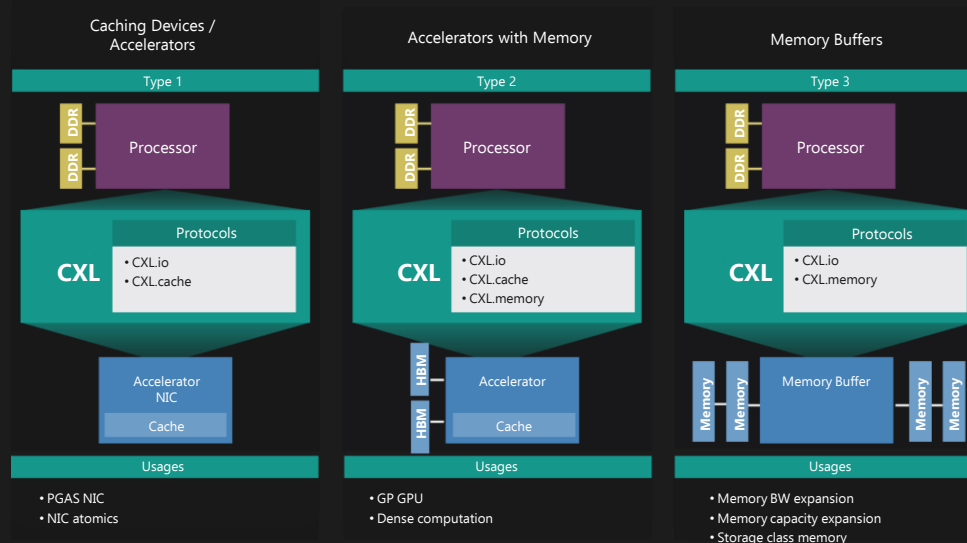 Caching Devices /
Accelerators
Type 1
DDR
DDR
Processor
CXL
Protocols
• CXL.io
• CXL.cache
Accelerator
NIC
Cache
Usages
• PGAS NIC
• NIC atomics
Accelerators with Memory
Type 2
DDR
DDR
Processor
CXL
Protocols
• CXL.io
• CXL.cache
• CXL.memory
HBM
HBM
Accelerator
Cache
Usages
• GP GPU
• Dense computation
Memory Buffers
Type 3
DDR
DDR
Processor
CXL
Protocols
• CXL.io
• CXL.memory
Memory
Memory
Memory Buffer
Memory
Memory
Usages
• Memory BW expansion
• Memory capacity expansion
• Storage class memory